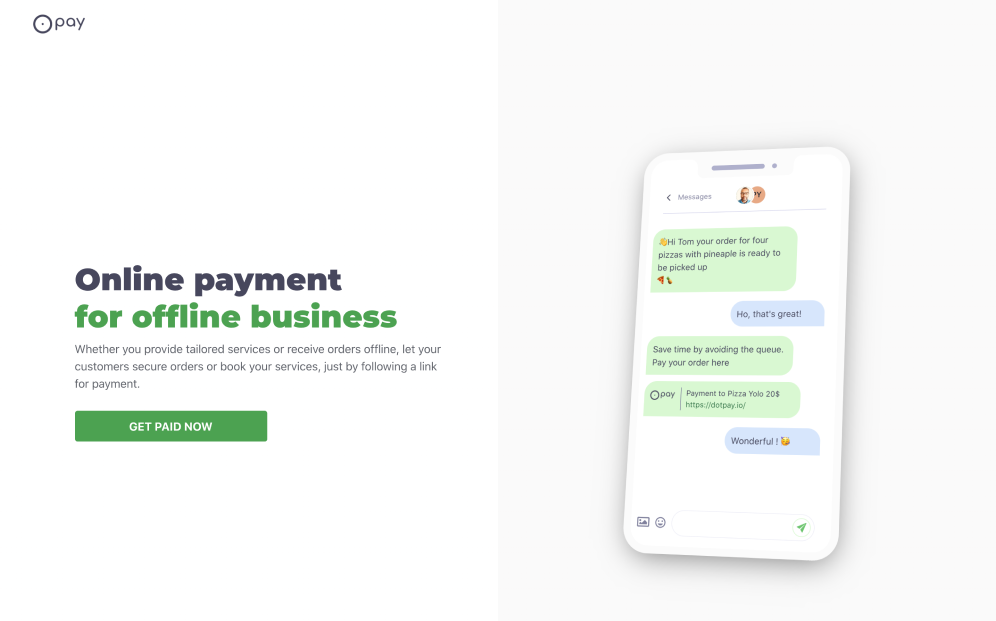 pay
Online payment
for offline business
Whether you provide tailored services or receive orders offline, let your
customers secure orders or book your services, just by following a link
for payment.
GET PAID NOW
Messages
Hi Tom your order for four
pizzas with pineaple is ready to
be picked up
Ho, that's great!
Save time by avoiding the queue.
Pay your order here
pay
Payment to Pizza Yolo 20$
https://dotpay.io/
Wonderful !